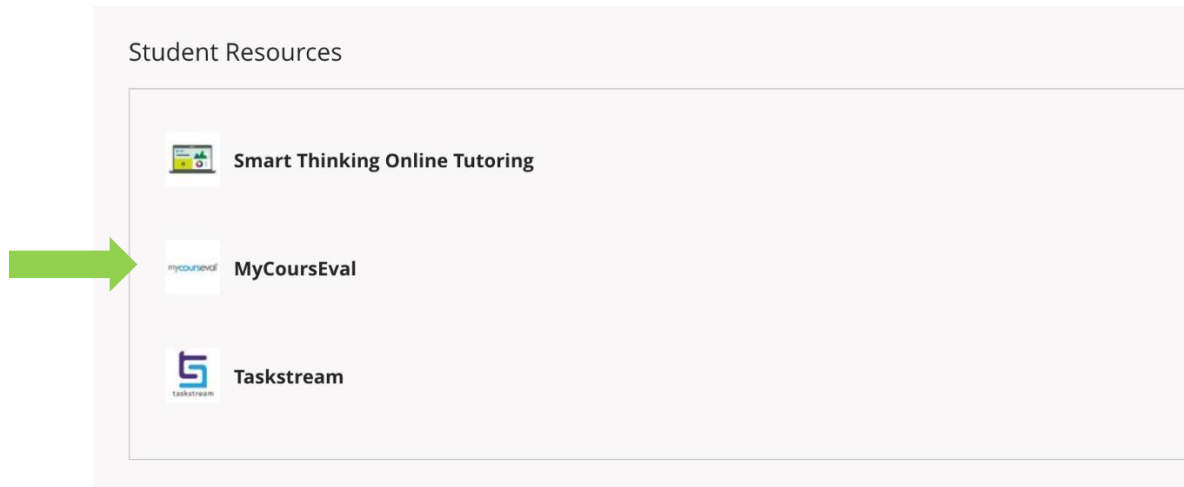 Student Resources
Smart Thinking Online Tutoring
mycourseval
MyCoursEval
taskstream
Taskstream